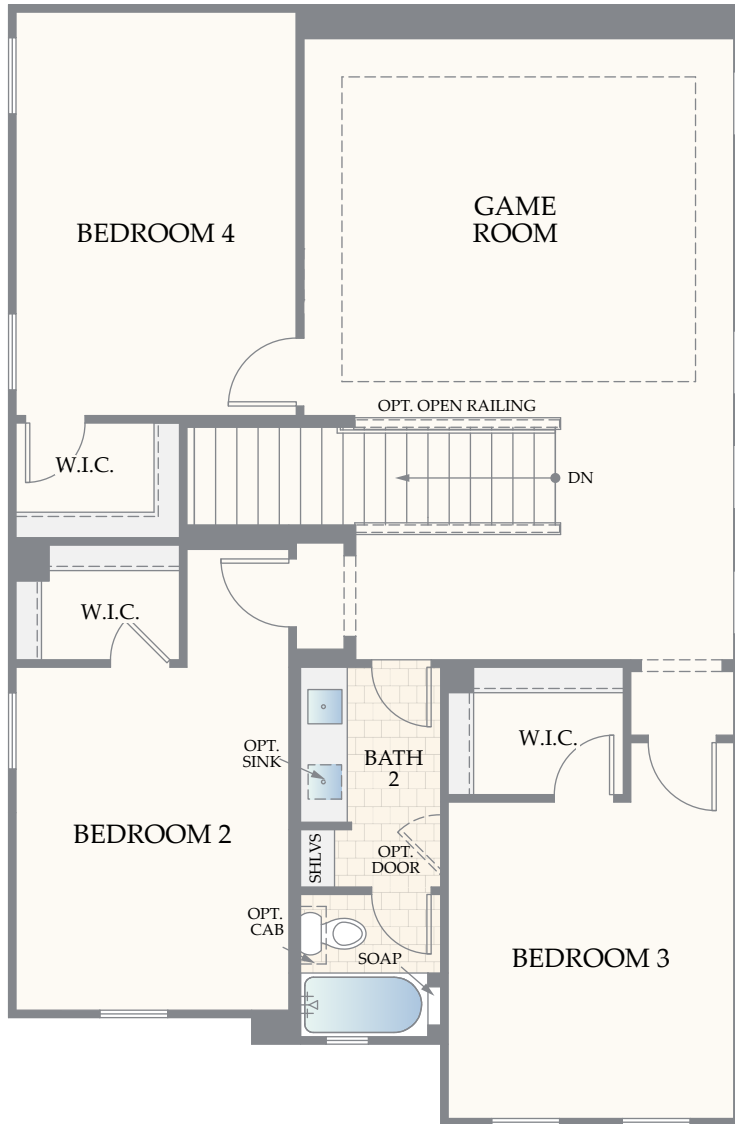 GAME
ROOM
BEDROOM 4
OPT. OPEN RAILING
W.I.C.
DN
W.I.C.
W.I.C.
OPT.
SINK
BATH
2
BEDROOM 2
SHLVS
OPT.
DOOR
OPT.
CAB
SOAP
BEDROOM 3